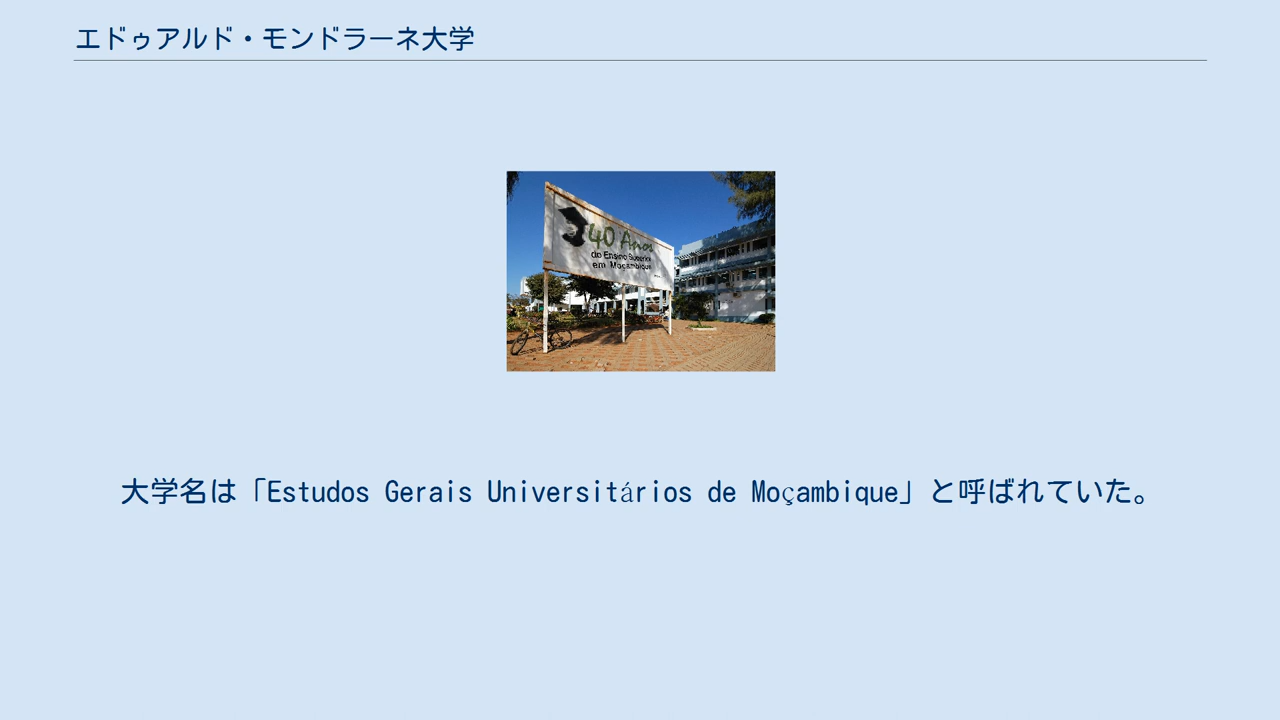 エドゥアルド・モンドラーネ大学
40 Anos
do Ensino Superior
em Moçambique
大学名は「Estudos Gerais Universitários de Moçambique」と呼ばれていた。